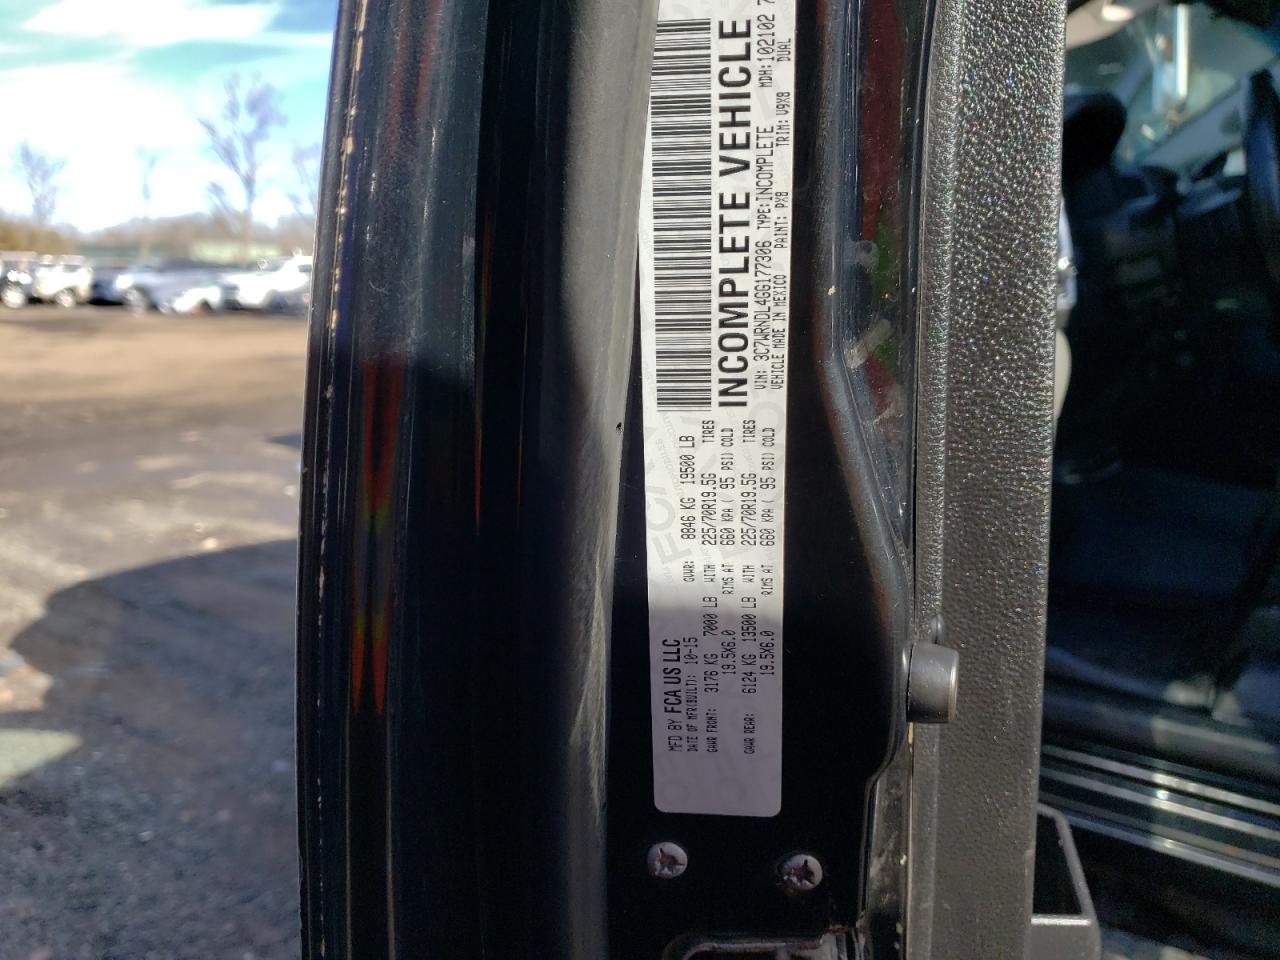 MFD BY FCA US LLC
DATE OF MFR(BUILT): 10-15 GVWR: 8846 KG 19500 LB
GAWR FRONT: 3176 KG 7000 LB WITH 225/70R19.5G TIRES
19.5X6.0 RIMS AT 660 KPA ( 95 PSI) COLD
GAWR REAR: 6124 KG 13500 LB WITH 225/70R19.5G TIRES
19.5X6.0 RIMS AT 660 KPA ( 95 PSI) COLD
INCOMPLETE VEHICLE
VIN: 3C7WRNDL4GG177306 TYPE:INCOMPLETE MDH:102102 7
VEHICLE MADE IN MEXICO PAINT: PX8 TRIM: V9X8 DUAL